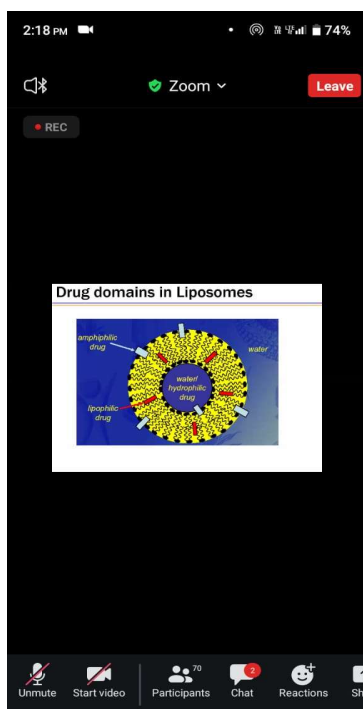 2:18 PM 74%
Zoom
Leave
REC
Drug domains in Liposomes
amphiphilic
drug
water
water/
hydrophilic
drug
lipophilic
drug
70
2
Unmute Start video Participants Chat Reactions Sh